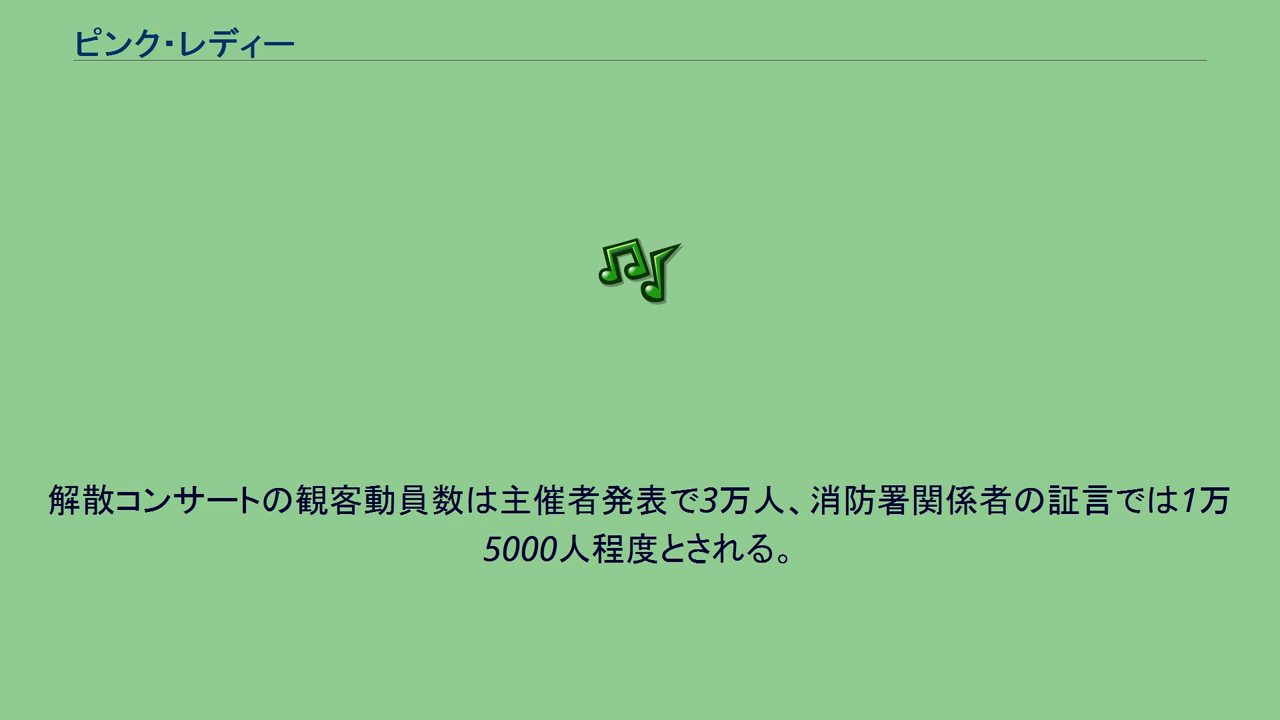 ピンク・レディー
解散コンサートの観客動員数は主催者発表で3万人、消防署関係者の証言では1万
5000人程度とされる。